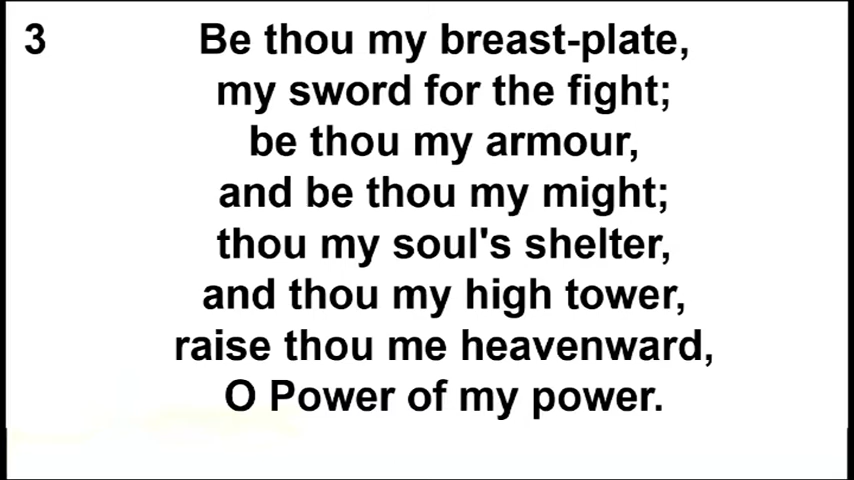 3
Be thou my breast-plate,
my sword for the fight;
be thou my armour,
and be thou my might;
thou my soul's shelter,
and thou my high tower,
raise thou me heavenward,
O Power of my power.